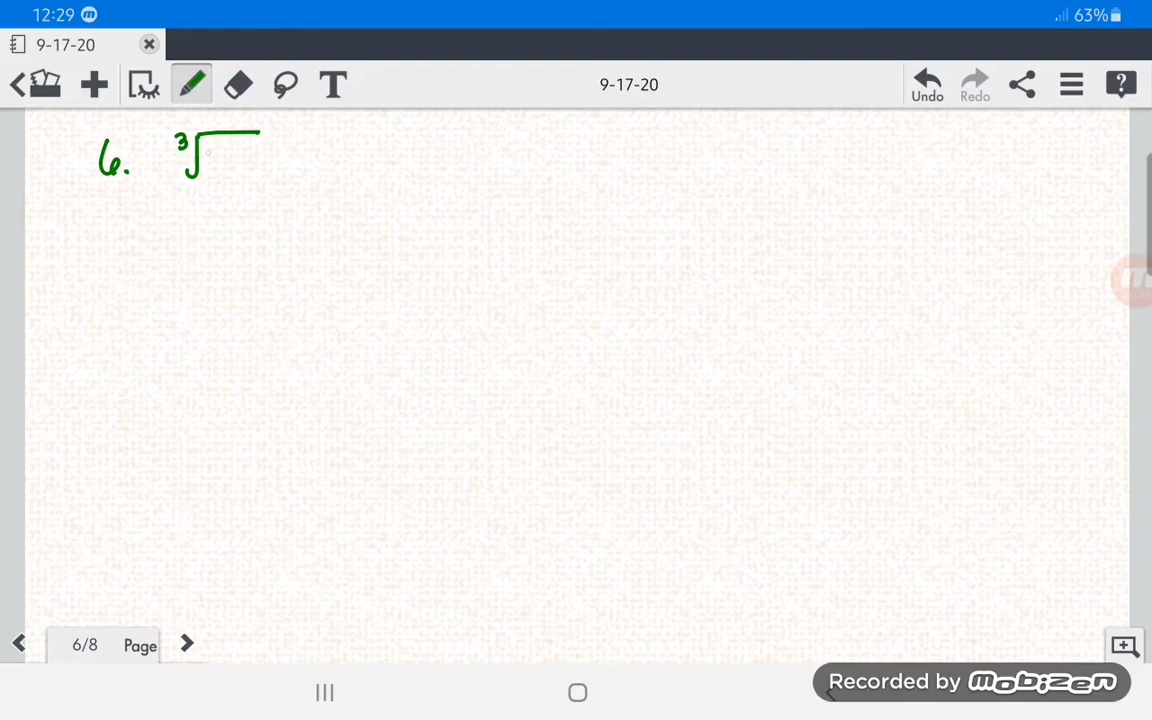 12:29 63%
9-17-20
9-17-20 Undo Redo
6. ∛
6/8 Page
Recorded by mobizen